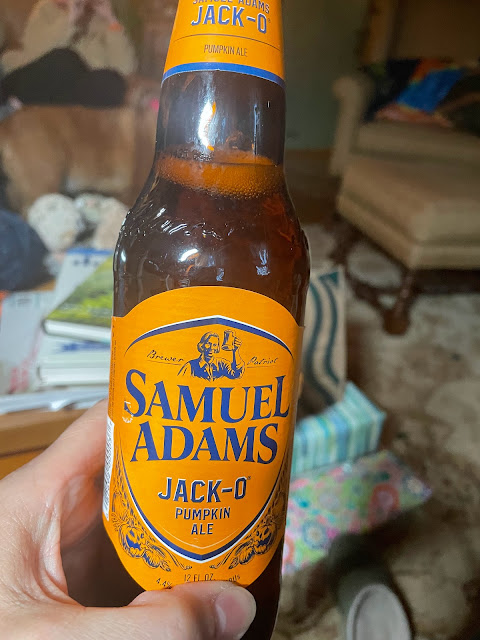 SAMUEL ADAMS
JACK-O
PUMPKIN ALE
Brewer Patriot
SAMUEL
ADAMS
JACK-O
PUMPKIN
ALE
12 FL OZ